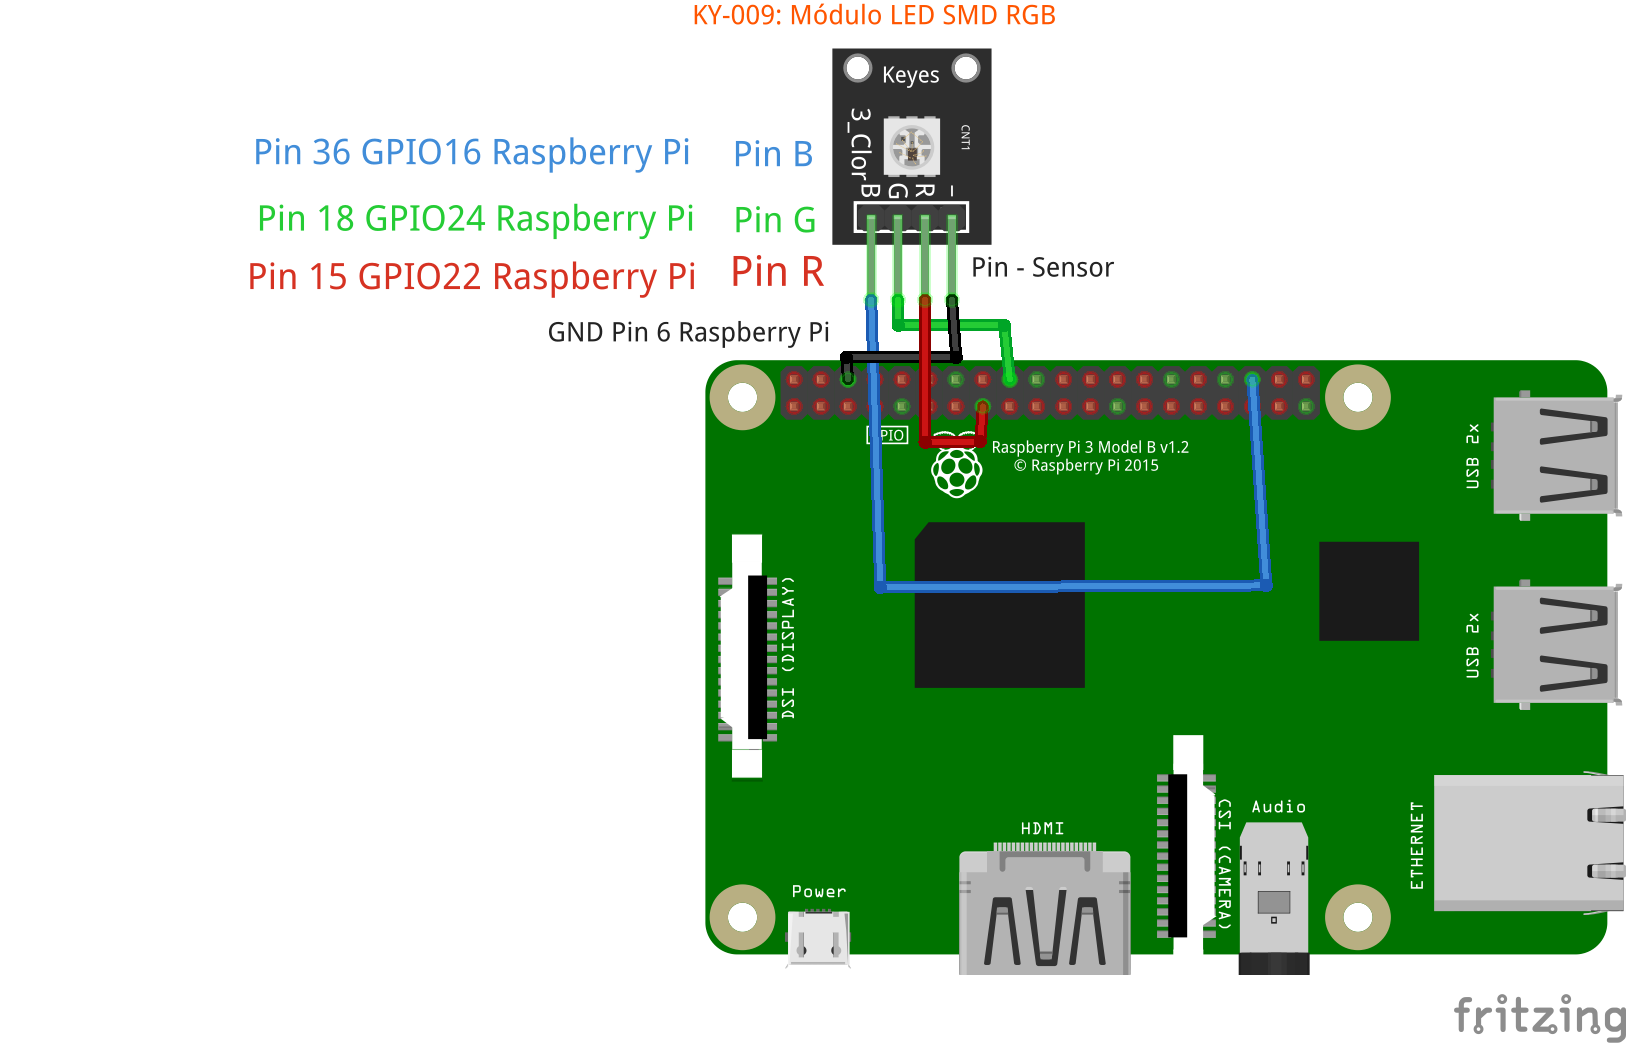 KY-009: Módulo LED SMD RGB
Keyes
3_Clor
CNT1
B G R -
Pin 36 GPIO16 Raspberry Pi Pin B
Pin 18 GPIO24 Raspberry Pi Pin G
Pin 15 GPIO22 Raspberry Pi Pin R
Pin - Sensor
GND Pin 6 Raspberry Pi
GPIO
Raspberry Pi 3 Model B v1.2
© Raspberry Pi 2015
USB 2x
USB 2x
DSI (DISPLAY)
HDMI
CSI (CAMERA)
Audio
ETHERNET
Power
fritzing